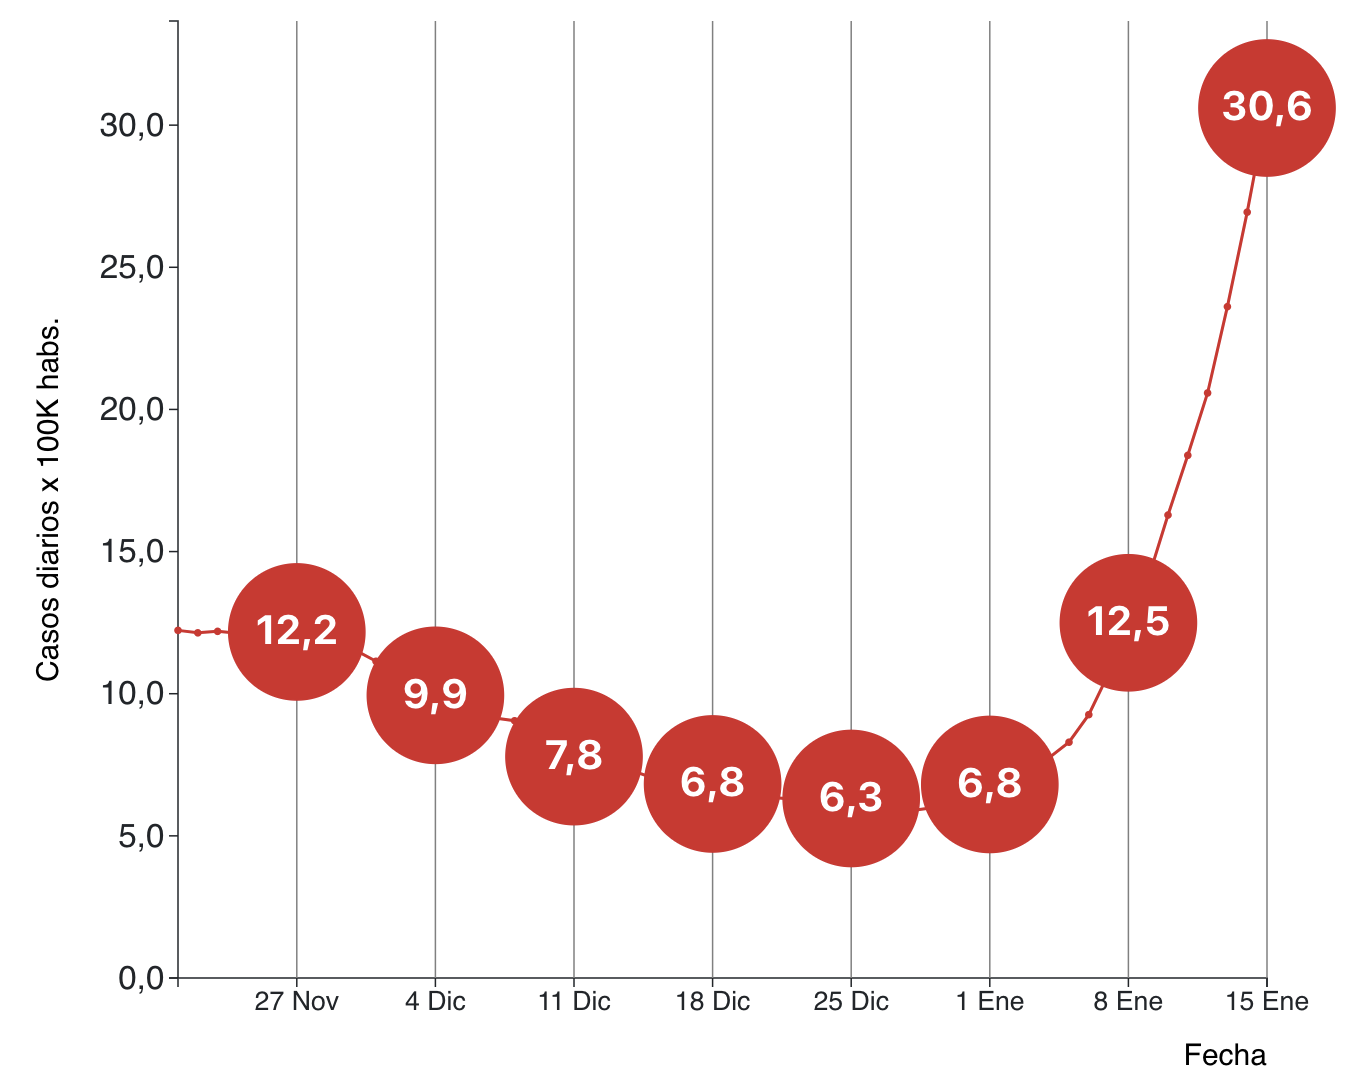 Casos diarios x 100K habs.
30,0
25,0
20,0
15,0
10,0
5,0
0,0
12,2
9,9
7,8
6,8
6,3
6,8
12,5
30,6
27 Nov
4 Dic
11 Dic
18 Dic
25 Dic
1 Ene
8 Ene
15 Ene
Fecha